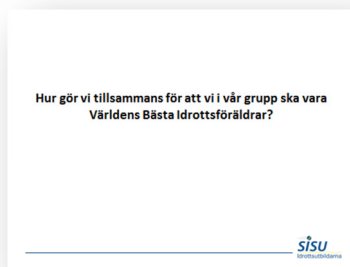 Hur gör vi tillsammans för att vi i vår grupp ska vara
Världens Bästa Idrottsföräldrar?
SISU
Idrottsutbildarna